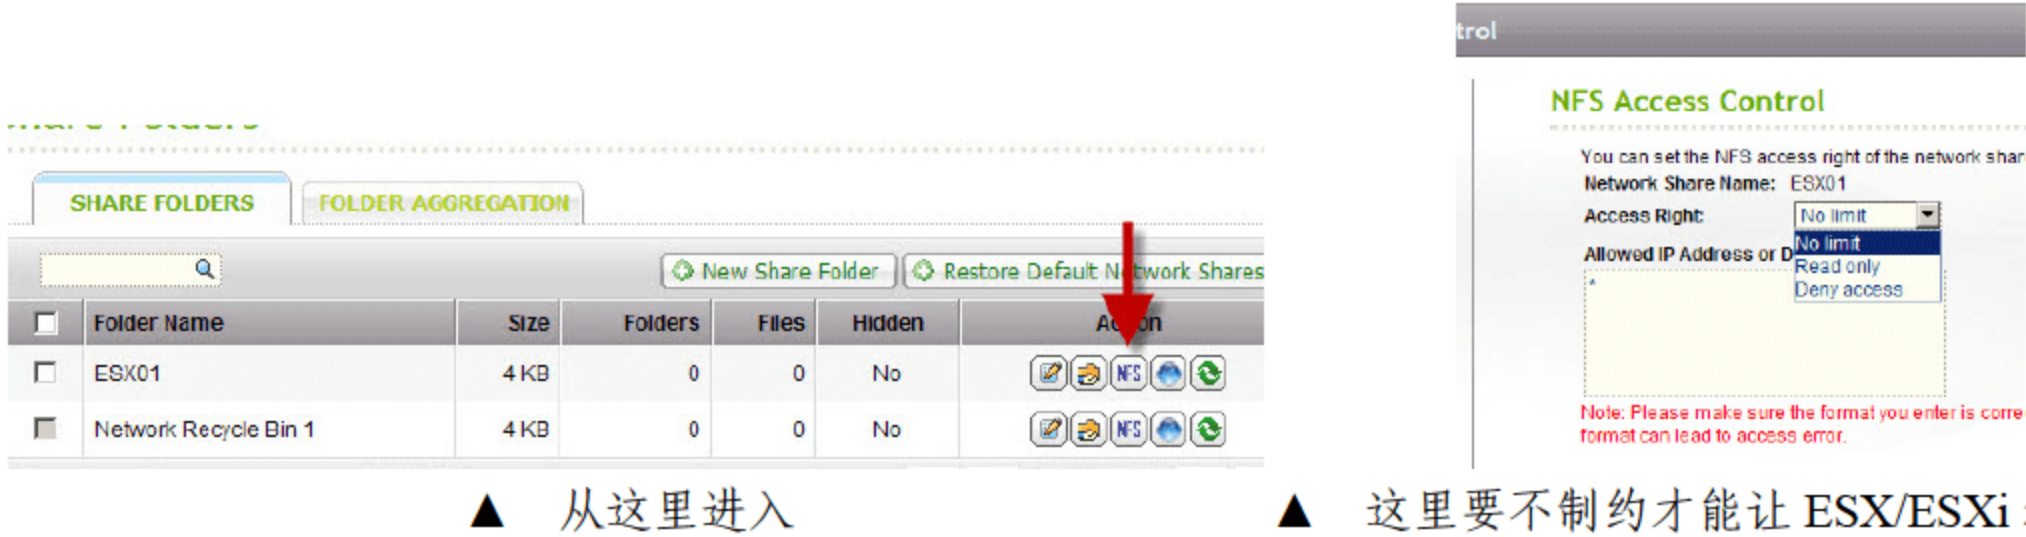 SHARE FOLDERS FOLDER AGGREGATION
New Share Folder Restore Default Network Shares
Folder Name Size Folders Files Hidden Action
ESX01 4 KB 0 0 No NFS
Network Recycle Bin 1 4 KB 0 0 No NFS
▲ 从这里进入
trol
NFS Access Control
You can set the NFS access right of the network shar
Network Share Name: ESX01
Access Right: No limit
No limit
Allowed IP Address or D
Read only
*
Deny access
Note: Please make sure the format you enter is corre
format can lead to access error.
▲ 这里要不制约才能让 ESX/ESXi